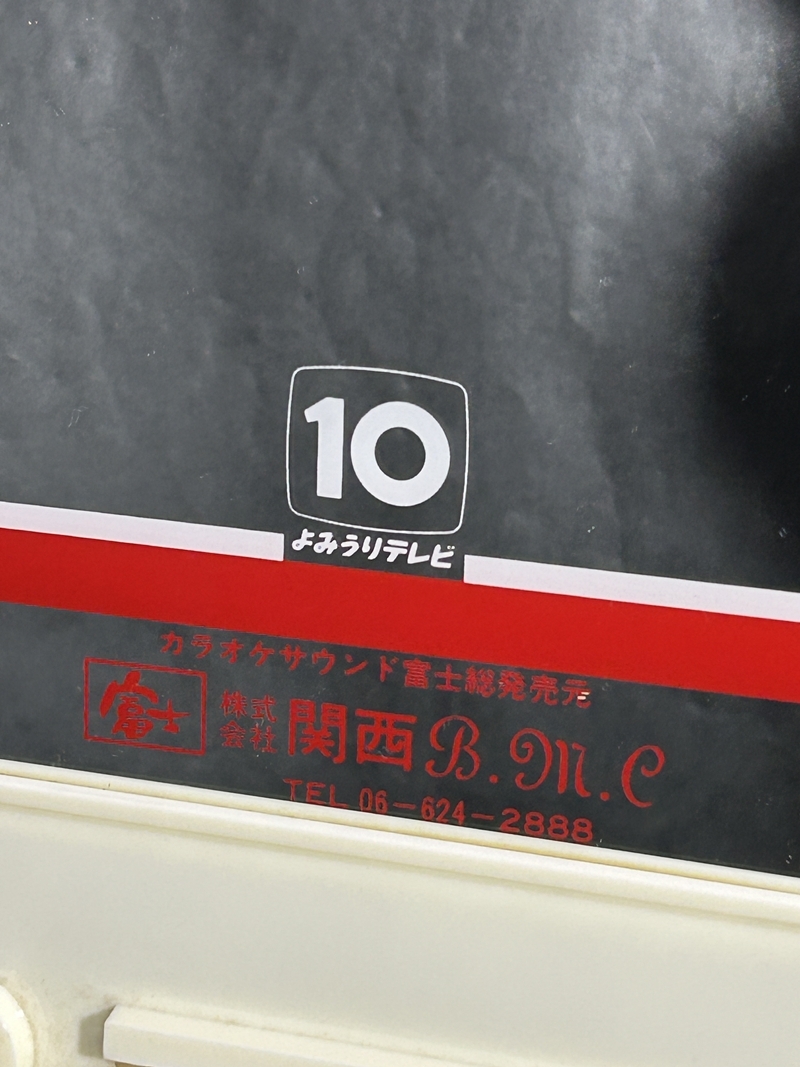 10
よみうりテレビ
カラオケサウンド富士総発売元
富士 株式会社 関西B.M.C
TEL 06-624-2888